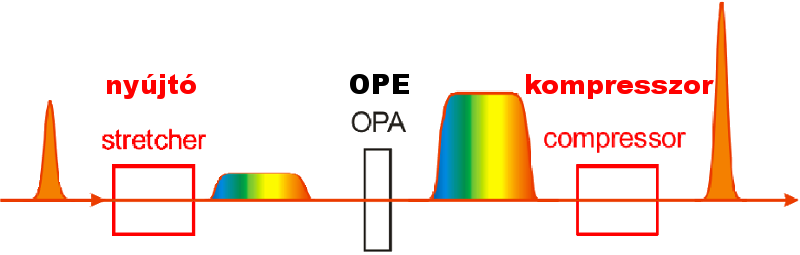 nyújtó
stretcher
OPE
OPA
kompresszor
compressor